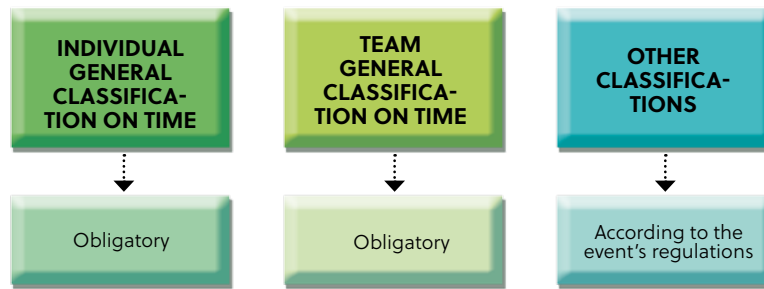 INDIVIDUAL
GENERAL
CLASSIFICA-
TION ON TIME
TEAM
GENERAL
CLASSIFICA-
TION ON TIME
OTHER
CLASSIFICA-
TIONS
Obligatory
Obligatory
According to the
event's regulations